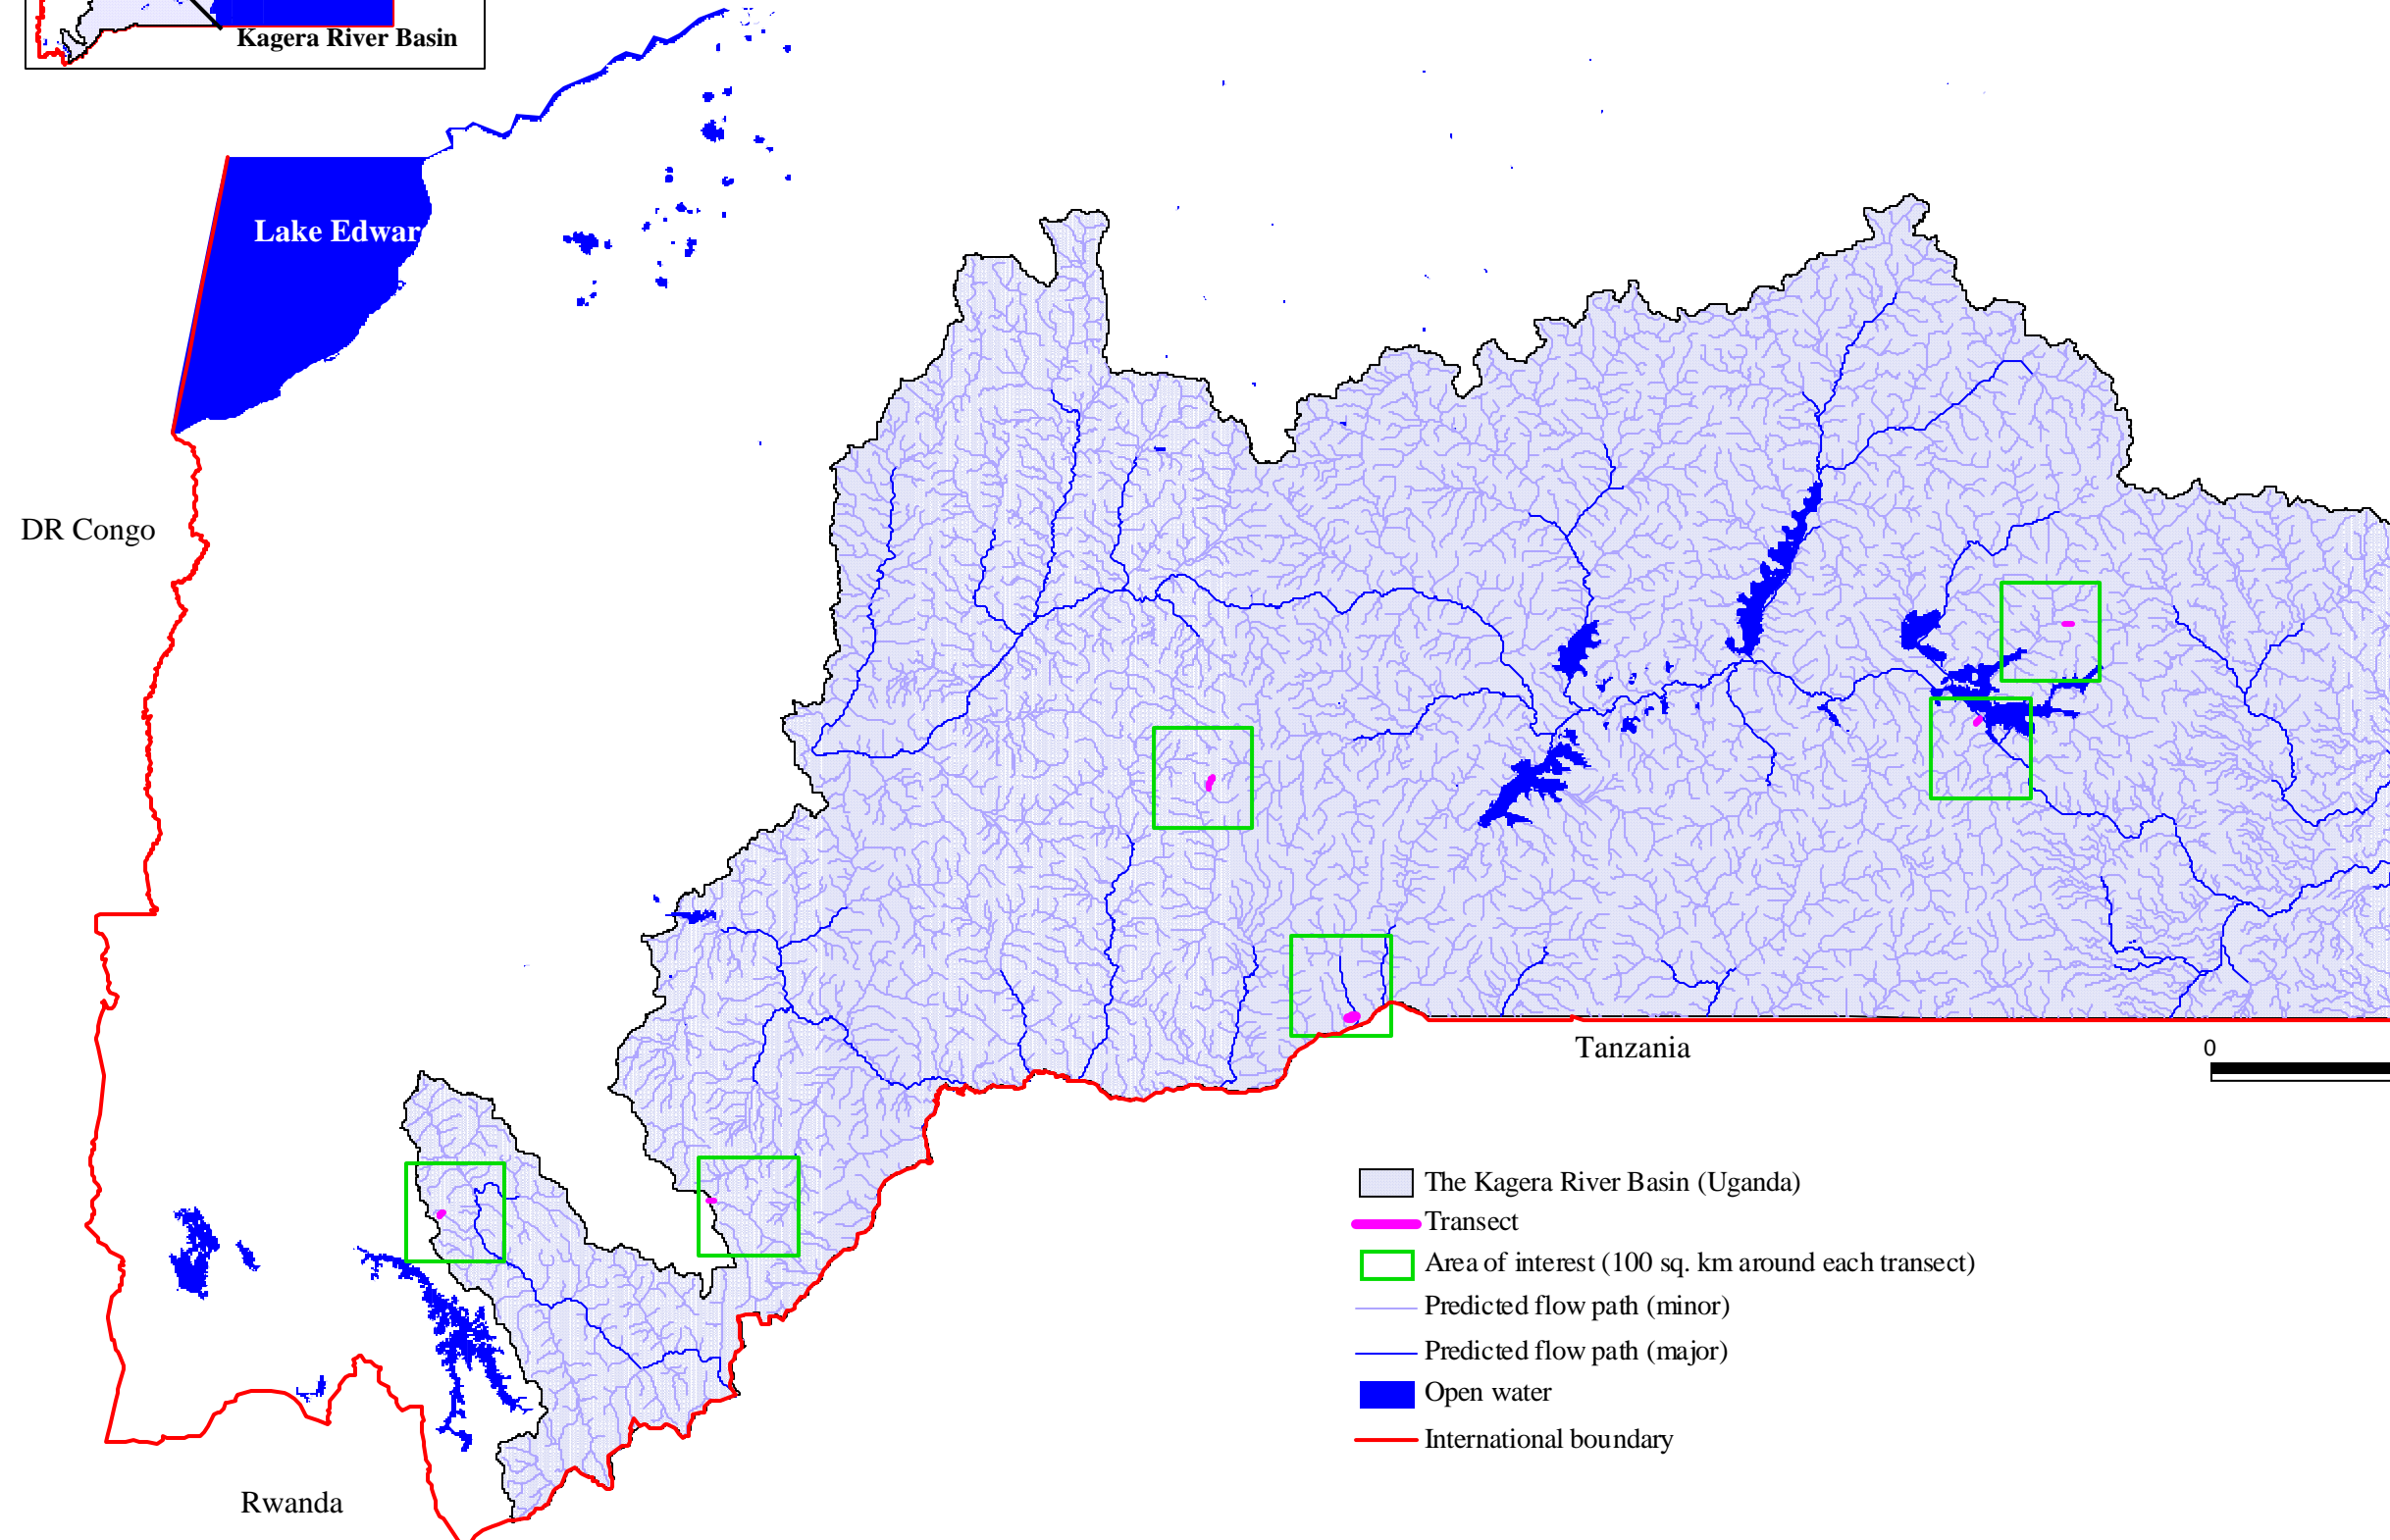 Kagera River Basin
Lake Edwar
DR Congo
Tanzania
0
The Kagera River Basin (Uganda)
Transect
Area of interest (100 sq. km around each transect)
Predicted flow path (minor)
Predicted flow path (major)
Open water
International boundary
Rwanda